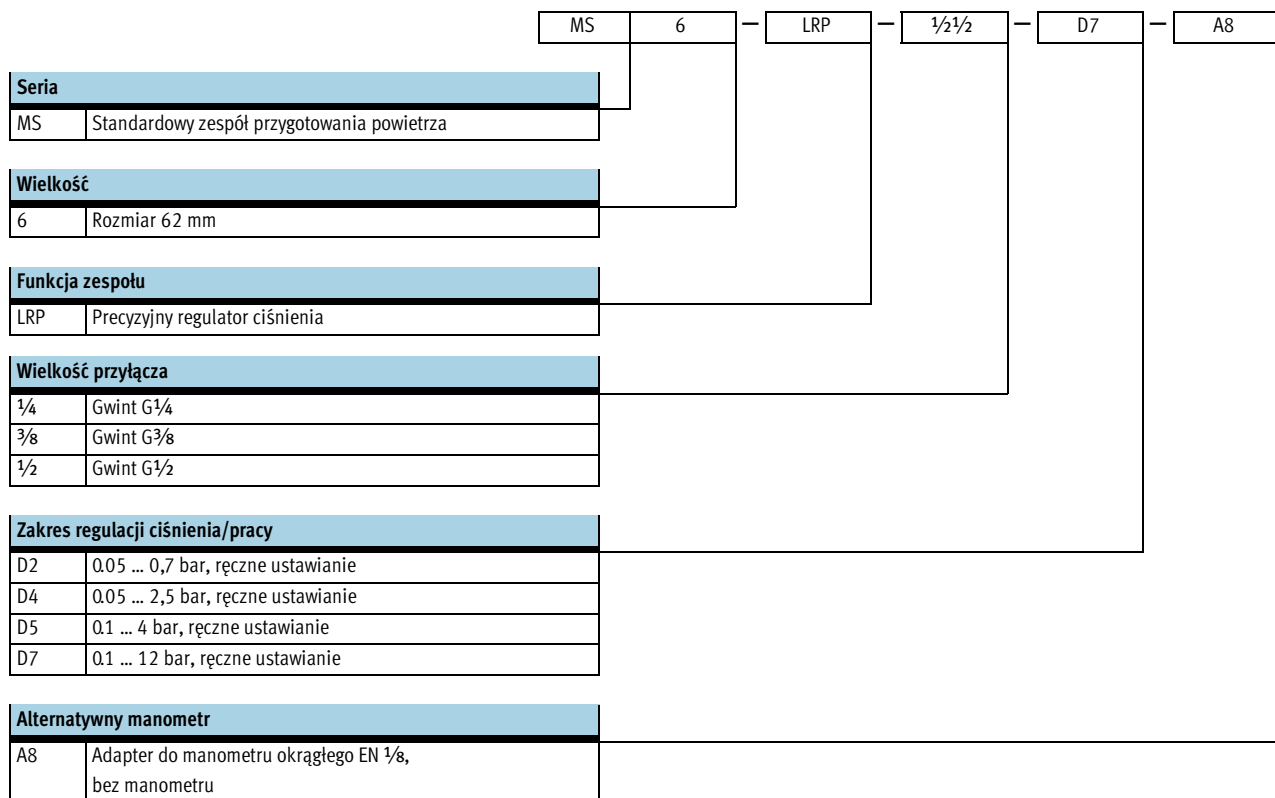 MS 6 – LRP – ½½ – D7 – A8
Seria
MS Standardowy zespół przygotowania powietrza
Wielkość
6 Rozmiar 62 mm
Funkcja zespołu
LRP Precyzyjny regulator ciśnienia
Wielkość przyłącza
¼ Gwint G¼
⅜ Gwint G⅜
½ Gwint G½
Zakres regulacji ciśnienia/pracy
D2 0.05 … 0,7 bar, ręczne ustawianie
D4 0.05 … 2,5 bar, ręczne ustawianie
D5 0.1 … 4 bar, ręczne ustawianie
D7 0.1 … 12 bar, ręczne ustawianie
Alternatywny manometr
A8 Adapter do manometru okrągłego EN ⅛,
bez manometru